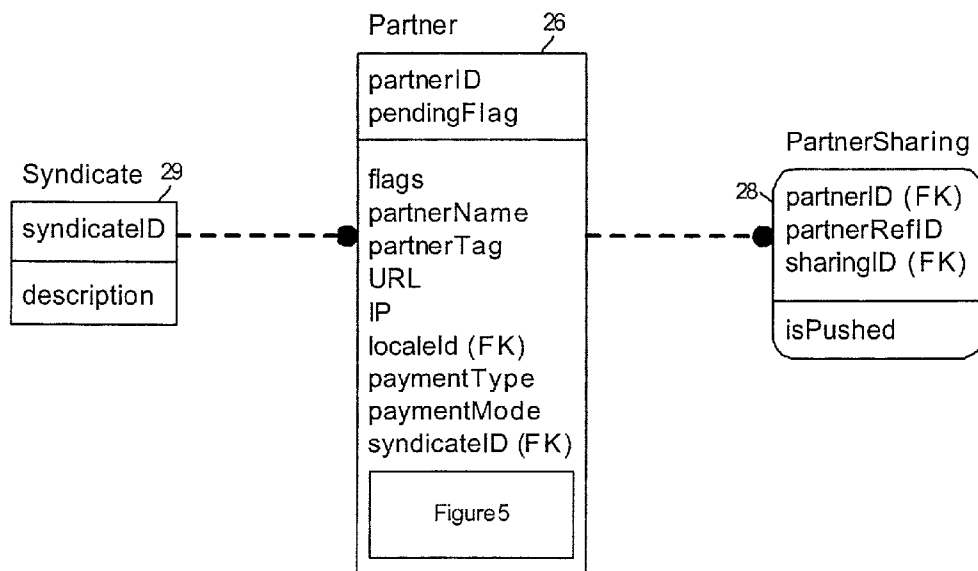 Syndicate
29
syndicateID
description
Partner
26
partnerID
pendingFlag
flags
partnerName
partnerTag
URL
IP
localeId (FK)
paymentType
paymentMode
syndicateID (FK)
Figure 5
PartnerSharing
28
partnerID (FK)
partnerRefID
sharingID (FK)
isPushed